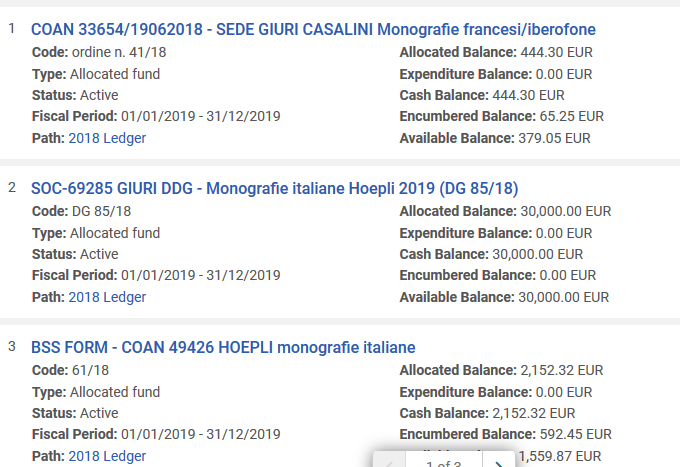 1 COAN 33654/19062018 - SEDE GIURI CASALINI Monografie francesi/iberofone
Code: ordine n. 41/18 Allocated Balance: 444.30 EUR
Type: Allocated fund Expenditure Balance: 0.00 EUR
Status: Active Cash Balance: 444.30 EUR
Fiscal Period: 01/01/2019 - 31/12/2019 Encumbered Balance: 65.25 EUR
Path: 2018 Ledger Available Balance: 379.05 EUR
2 SOC-69285 GIURI DDG - Monografie italiane Hoepli 2019 (DG 85/18)
Code: DG 85/18 Allocated Balance: 30,000.00 EUR
Type: Allocated fund Expenditure Balance: 0.00 EUR
Status: Active Cash Balance: 30,000.00 EUR
Fiscal Period: 01/01/2019 - 31/12/2019 Encumbered Balance: 0.00 EUR
Path: 2018 Ledger Available Balance: 30,000.00 EUR
3 BSS FORM - COAN 49426 HOEPLI monografie italiane
Code: 61/18 Allocated Balance: 2,152.32 EUR
Type: Allocated fund Expenditure Balance: 0.00 EUR
Status: Active Cash Balance: 2,152.32 EUR
Fiscal Period: 01/01/2019 - 31/12/2019 Encumbered Balance: 592.45 EUR
Path: 2018 Ledger 1,559.87 EUR
1 of 3